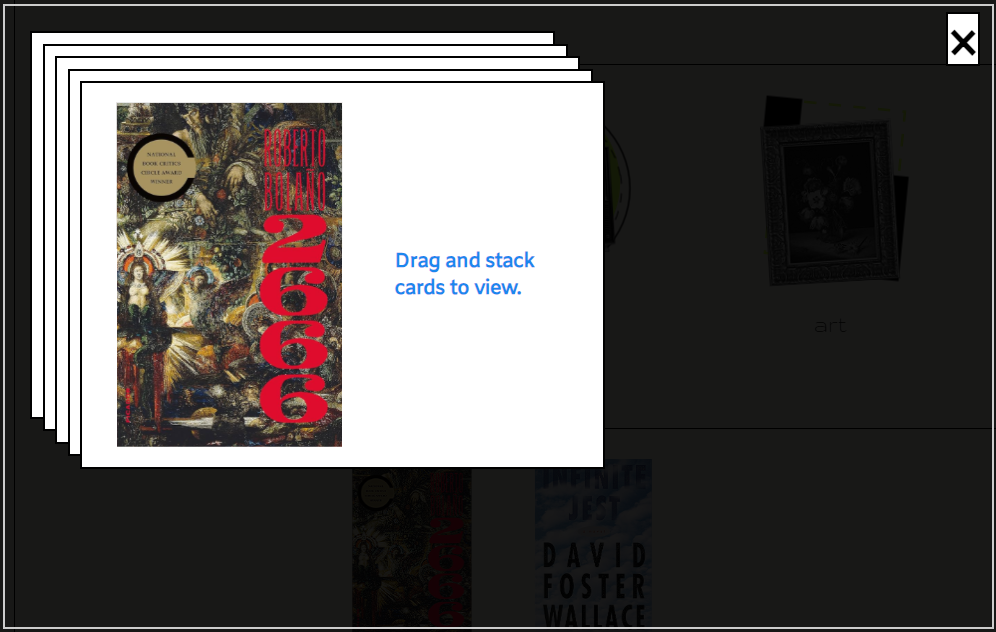 NATIONAL
BOOK CRITICS
CIRCLE AWARD
WINNER
ROBERTO
BOLAÑO
2666
Drag and stack
cards to view.
art
INFINITE
JEST
DAVID
FOSTER
WALLACE